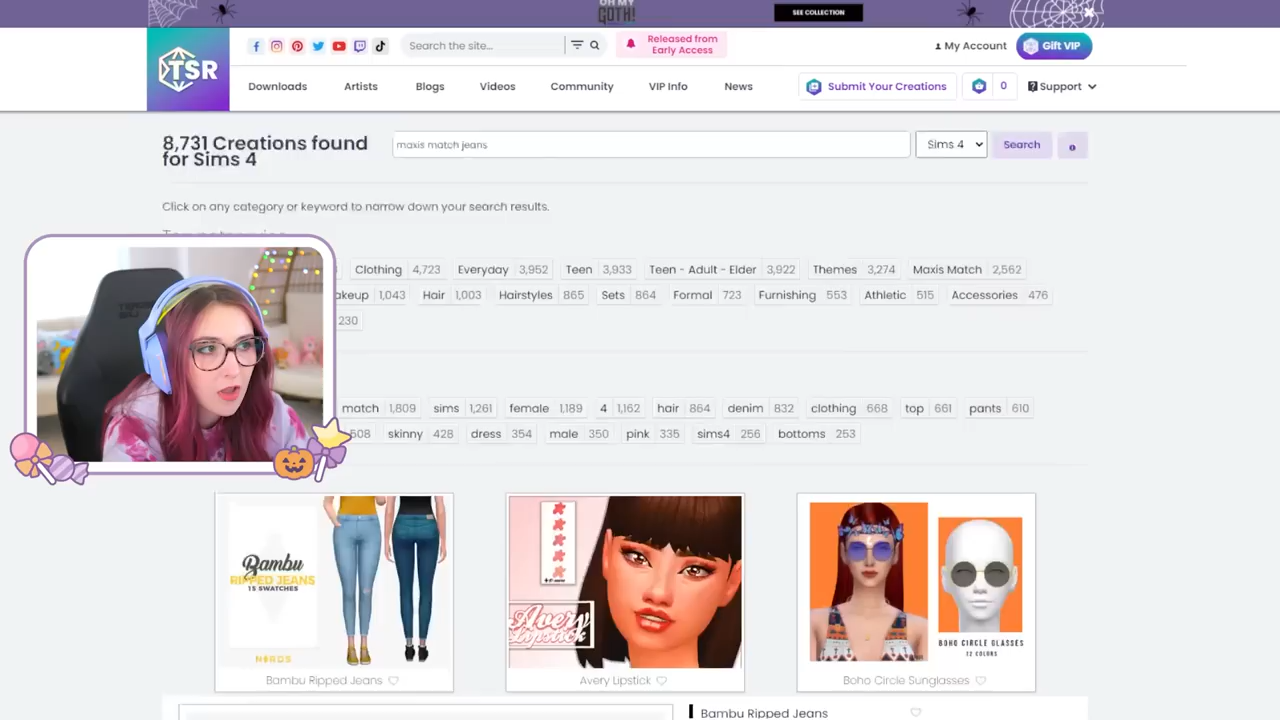 OH MY
GOTH!
SEE COLLECTION
TSR
Search the site...
Released from
Early Access
My Account
Gift VIP
Downloads
Artists
Blogs
Videos
Community
VIP Info
News
Submit Your Creations
0
Support
8,731 Creations found
for Sims 4
maxis match jeans
Sims 4
Search
Click on any category or keyword to narrow down your search results.
Clothing 4,723
Everyday 3,952
Teen 3,933
Teen - Adult - Elder 3,922
Themes 3,274
Maxis Match 2,562
akeup 1,043
Hair 1,003
Hairstyles 865
Sets 864
Formal 723
Furnishing 553
Athletic 515
Accessories 476
230
match 1,809
sims 1,261
female 1,189
4 1,162
hair 864
denim 832
clothing 668
top 661
pants 610
508
skinny 428
dress 354
male 350
pink 335
sims4 256
bottoms 253
Bambu
RIPPED JEANS
15 SWATCHES
Avery
Lipstick
BOHO CIRCLE GLASSES
12 COLORS
Bambu Ripped Jeans
Avery Lipstick
Boho Circle Sunglasses
Bambu Ripped Jeans